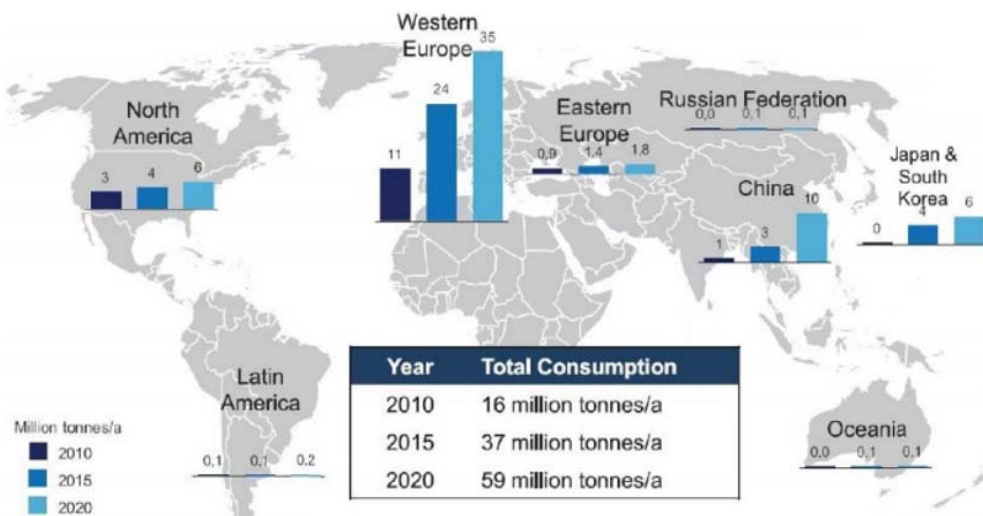 Western
Europe
35
24
11
North
America
3 4 6
Eastern
Europe
0,9 1,4 1,8
Russian Federation
0,0 0,1 0,1
China
1 3 10
Japan &
South
Korea
0 4 6
Latin
America
0,1 0,1 0,2
Oceania
0,0 0,1 0,1
Year Total Consumption
2010 16 million tonnes/a
2015 37 million tonnes/a
2020 59 million tonnes/a
Million tonnes/a
2010
2015
2020